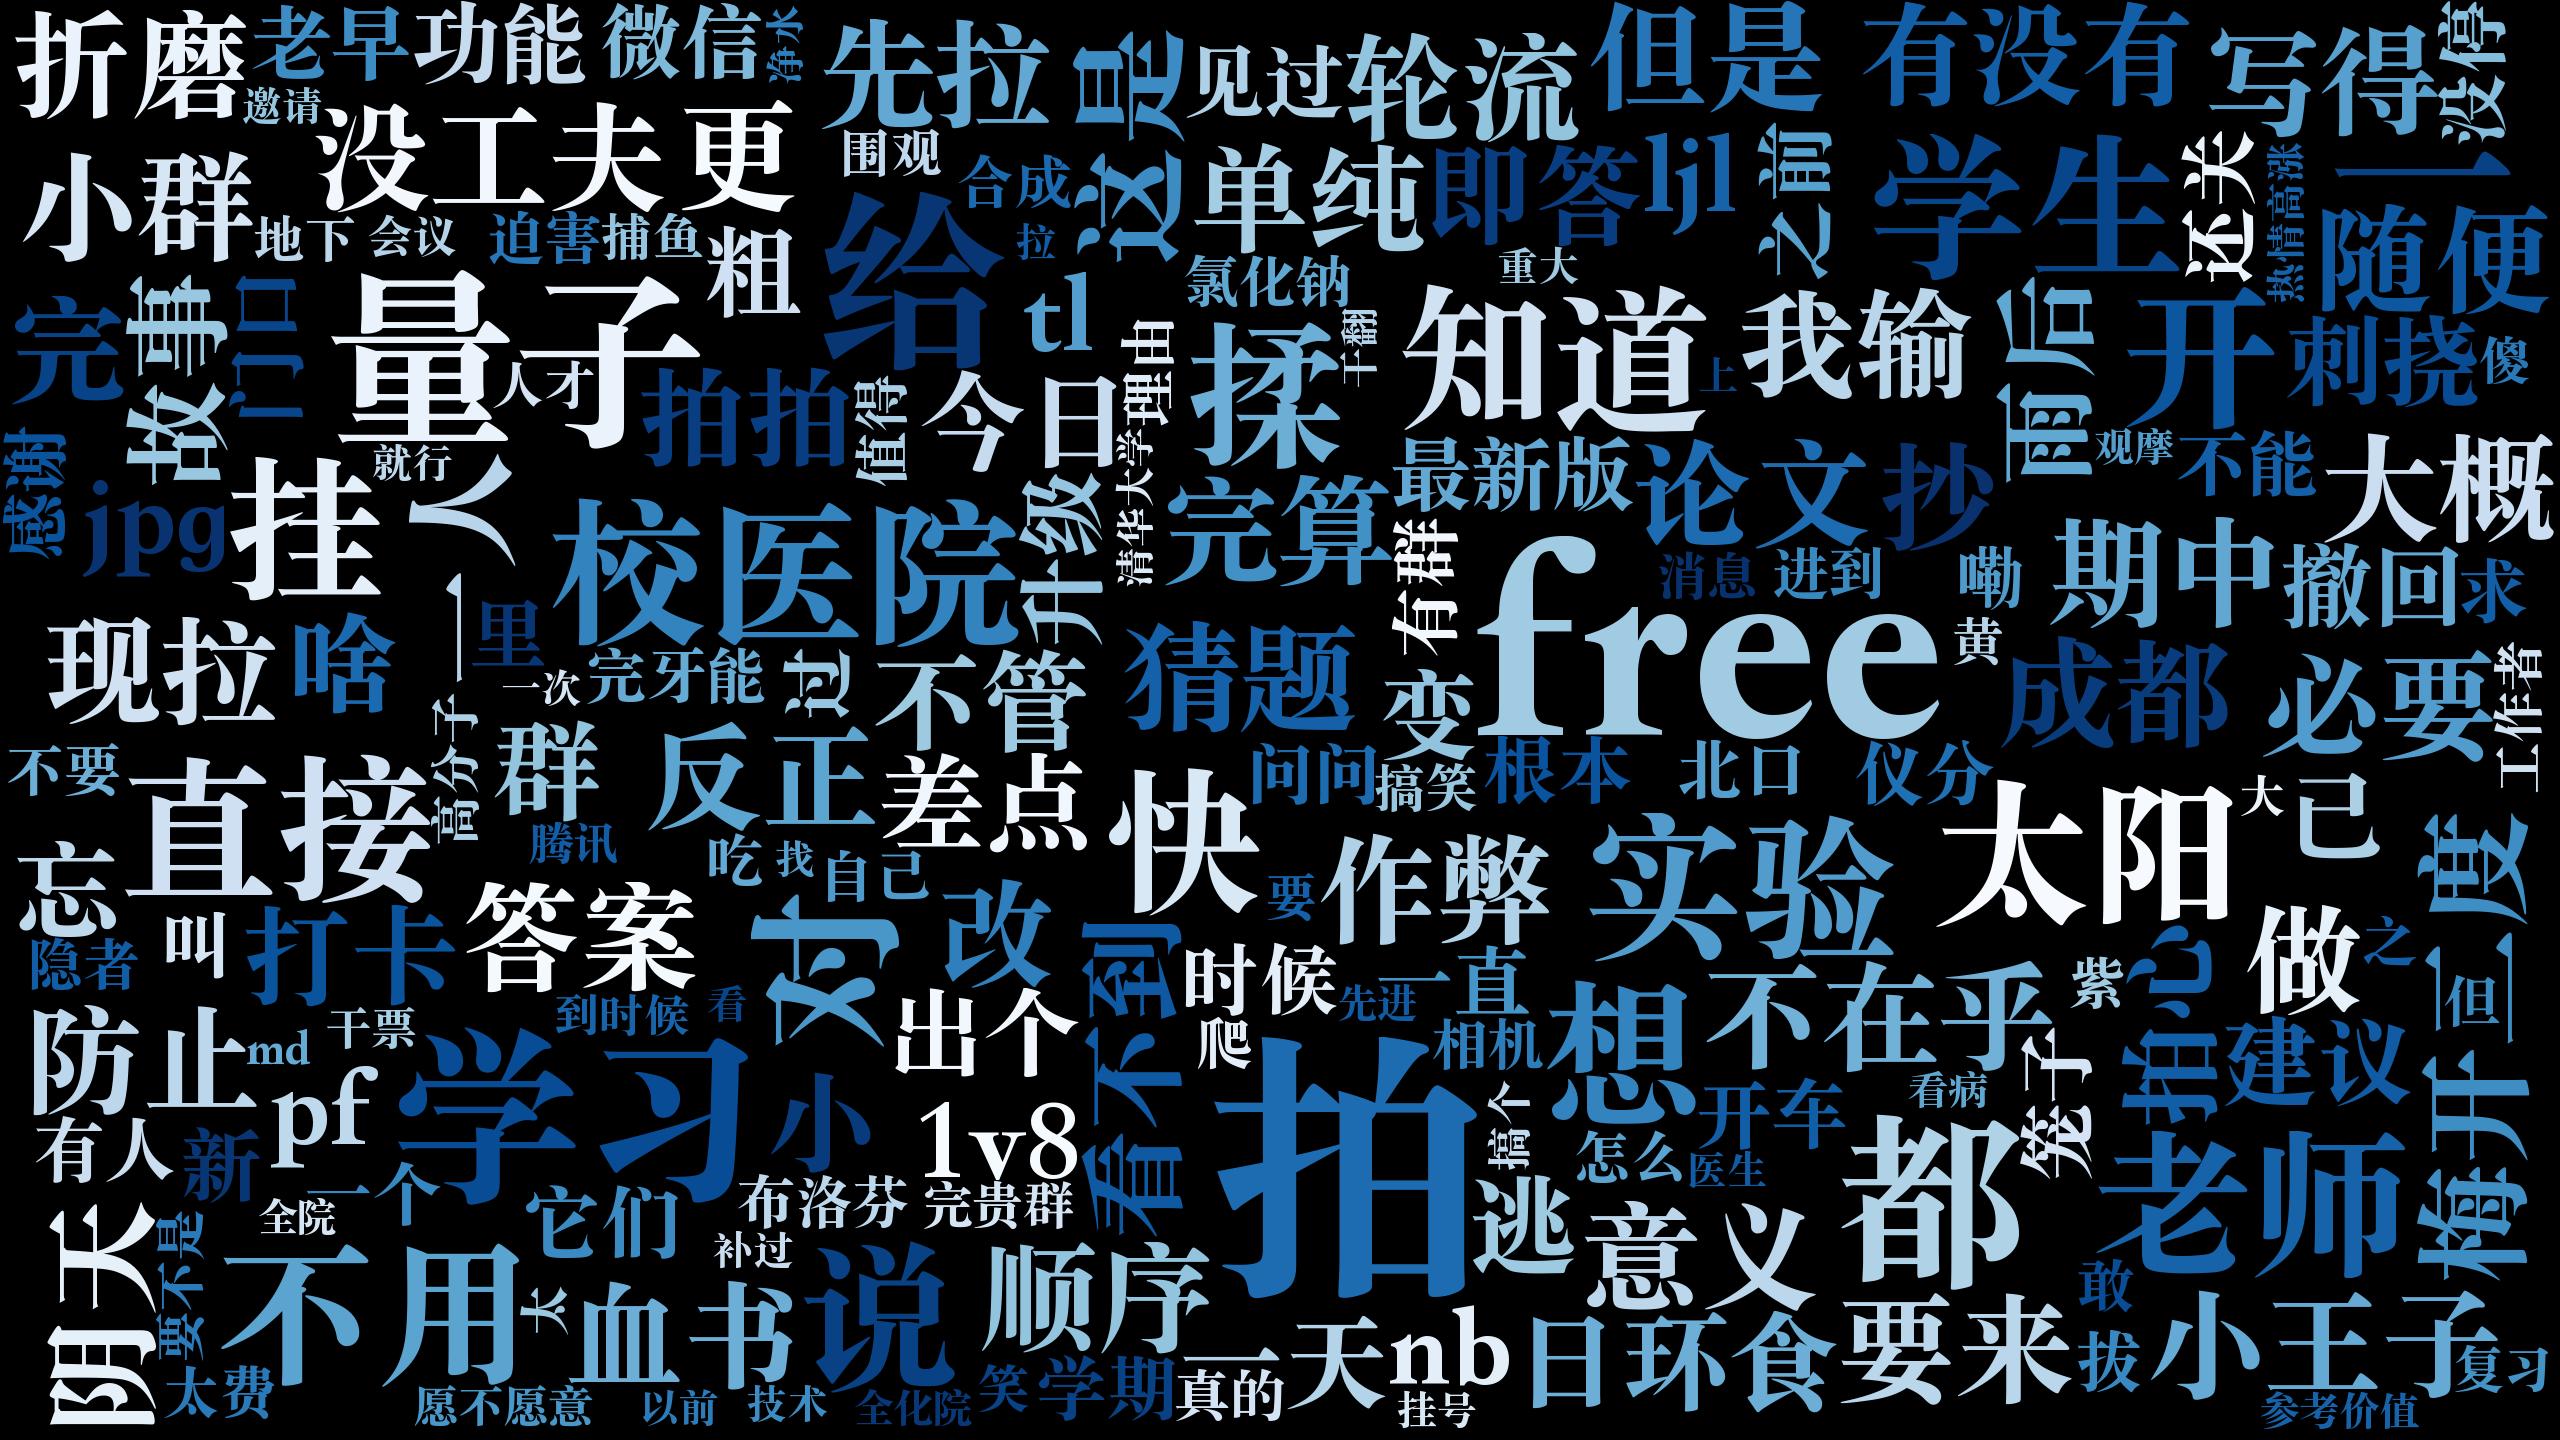 折磨
老早
功能
微信
净水
先拉
这是
见过
轮流
但是
有没有
写得
没停
邀请
没工夫更
围观
合成
单纯
即答
ljl
之前
学生
还关
热情高涨
一
随便
小群
地下
会议
迫害
捕鱼
粗
给
拉
tl
氯化钠
重大
完
故事
门口
量子
人才
拍拍
值得
今日
理由
揉
干翻
知道
上
我输
雨后
开
刺挠
傻
感谢
jpg
挂
就行
人一
校医院
升级
清华大学
完算
最新版
论文
抄
观摩
不能
大概
有群
free
消息
进到
嘞
期中
撤回
求
现拉
啥
里
一次
完牙能
过
不管
猜题
变
黄
成都
必要
工作者
不要
直接
高分子
群
反正
差点
快
问问
搞笑
根本
北口
仪分
太阳
大
己
梅开二度
腾讯
吃
找
自己
要
作弊
实验
忘
叫
隐者
打卡
答案
对
改
看不到
时候
一直
先进
不在乎
紫
担心
做
之
但
防止
md
干票
到时候
看
出个
爬
相机
想
笼子
建议
pf
学习
小
1v8
拍
搞个
怎么
开车
医生
看病
都
老师
有人
新
一个
全院
它们
布洛芬
完贵群
逃
意义
阴天
要不是
不用
太
补过
血书
说
顺序
一天
nb
日环食
要来
敢
拔
小王子
复习
太费
愿不愿意
以前
技术
全化院
笑
学期
真的
挂号
参考价值